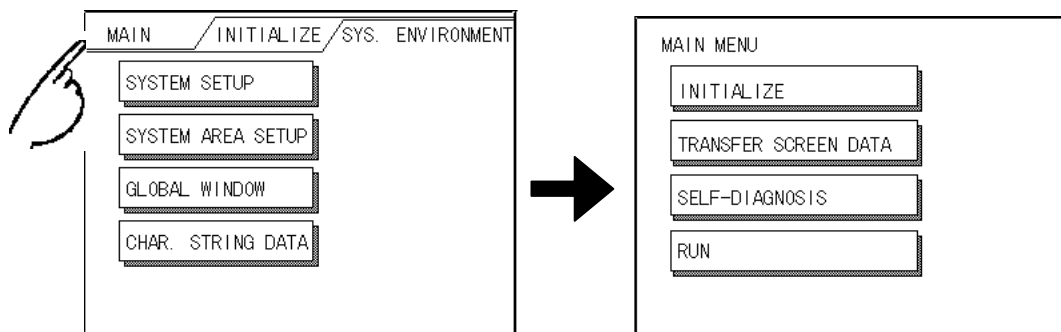 MAIN INITIALIZE SYS. ENVIRONMENT
SYSTEM SETUP
SYSTEM AREA SETUP
GLOBAL WINDOW
CHAR. STRING DATA
MAIN MENU
INITIALIZE
TRANSFER SCREEN DATA
SELF-DIAGNOSIS
RUN